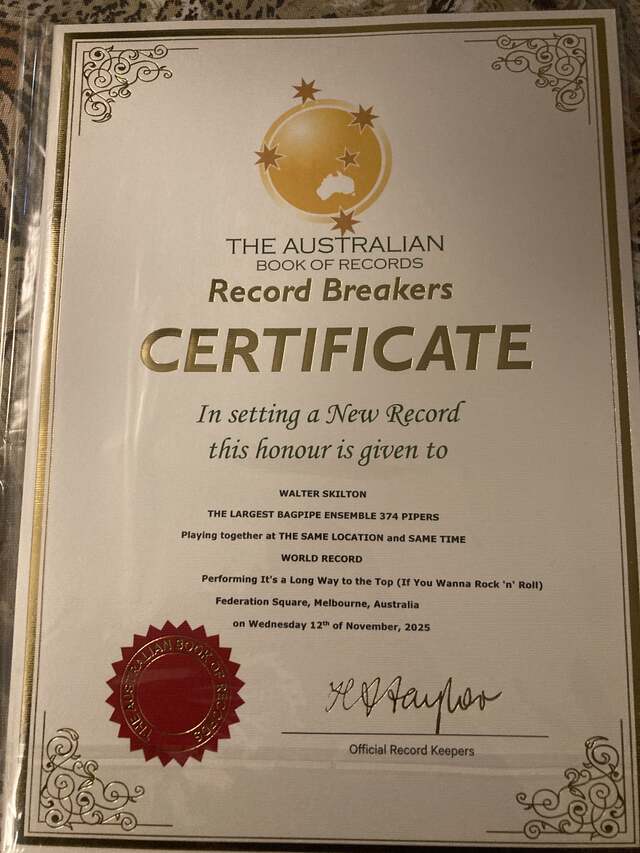 THE AUSTRALIAN
BOOK OF RECORDS
Record Breakers
CERTIFICATE
In setting a New Record
this honour is given to
WALTER SKILTON
THE LARGEST BAGPIPE ENSEMBLE 374 PIPERS
Playing together at THE SAME LOCATION and SAME TIME
WORLD RECORD
Performing It's a Long Way to the Top (If You Wanna Rock 'n' Roll)
Federation Square, Melbourne, Australia
on Wednesday 12th of November, 2025
THE AUSTRALIAN BOOK OF RECORDS
Official Record Keepers